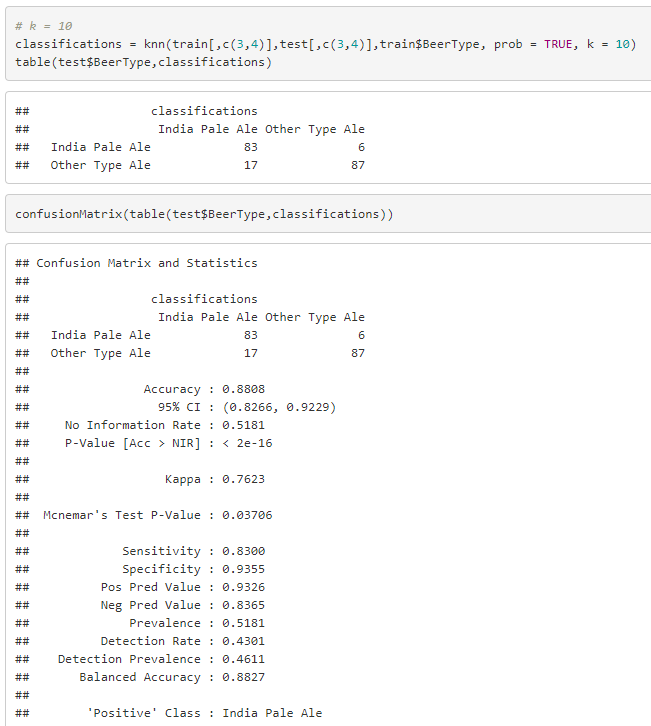 # k = 10
classifications = knn(train[,c(3,4)],test[,c(3,4)],train$BeerType, prob = TRUE, k = 10)
table(test$BeerType,classifications)
##                 classifications
##                  India Pale Ale Other Type Ale
##   India Pale Ale             83              6
##   Other Type Ale             17             87
confusionMatrix(table(test$BeerType,classifications))
## Confusion Matrix and Statistics
##
##                 classifications
##                  India Pale Ale Other Type Ale
##   India Pale Ale             83              6
##   Other Type Ale             17             87
##
##                Accuracy : 0.8808
##                  95% CI : (0.8266, 0.9229)
##     No Information Rate : 0.5181
##     P-Value [Acc > NIR] : < 2e-16
##
##                   Kappa : 0.7623
##
##  Mcnemar's Test P-Value : 0.03706
##
##             Sensitivity : 0.8300
##             Specificity : 0.9355
##          Pos Pred Value : 0.9326
##          Neg Pred Value : 0.8365
##              Prevalence : 0.5181
##          Detection Rate : 0.4301
##    Detection Prevalence : 0.4611
##       Balanced Accuracy : 0.8827
##
##        'Positive' Class : India Pale Ale